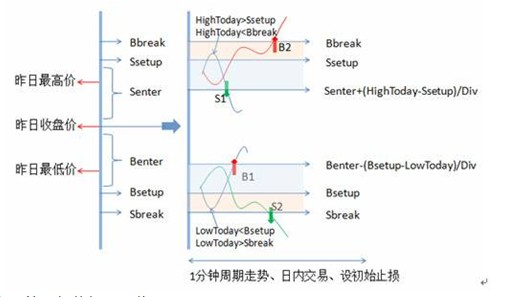 HighToday>Ssetup
HighToday<Bbreak
Bbreak
B2
Bbreak
Ssetup
Ssetup
昨日最高价
Senter
S1
Senter+(HighToday-Ssetup)/Div
昨日收盘价
昨日最低价
Benter
B1
Benter-(Bsetup-LowToday)/Div
Bsetup
Bsetup
Sbreak
S2
Sbreak
LowToday<Bsetup
LowToday>Sbreak
1分钟周期走势、日内交易、设初始止损